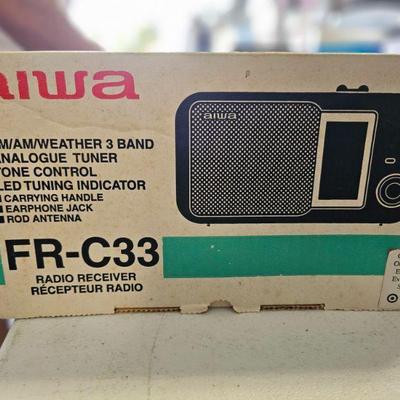 aiwa
aiwa
M/AM/WEATHER 3 BAND
ANALOGUE TUNER
TONE CONTROL
LED TUNING INDICATOR
CARRYING HANDLE
EARPHONE JACK
ROD ANTENNA
FR-C33
RADIO RECEIVER
RÉCEPTEUR RADIO